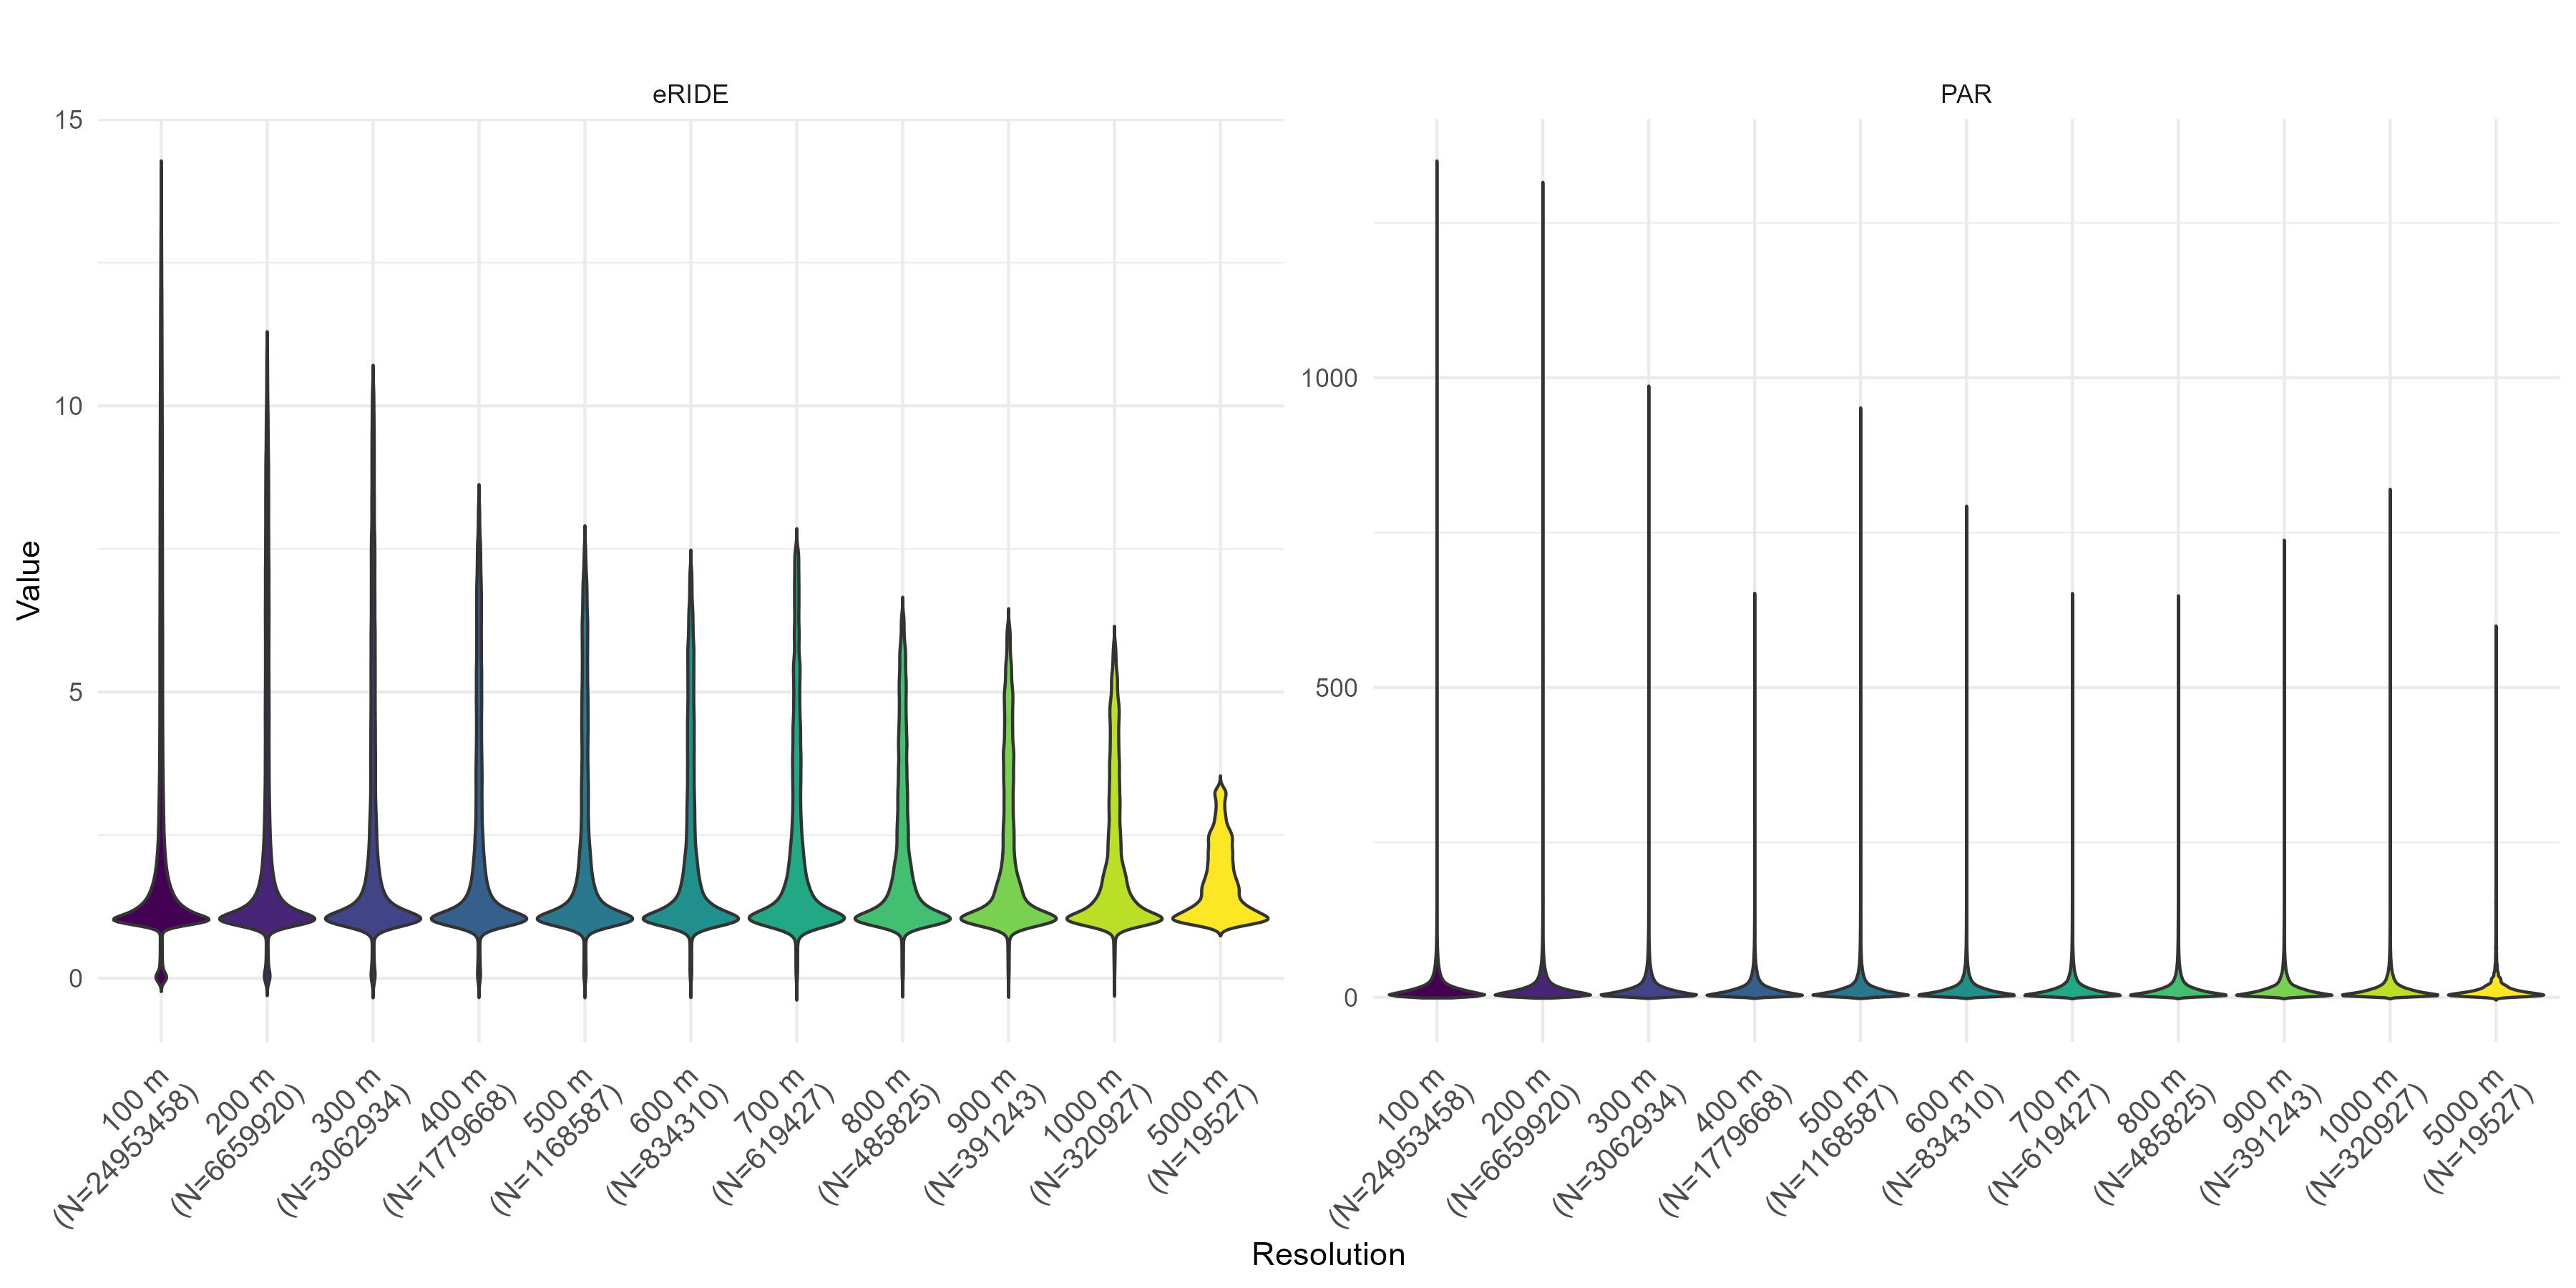 eRIDE
PAR
Value
15
10
5
0
1000
500
0
100 m
(N=24953458)
200 m
(N=6659920)
300 m
(N=3062934)
400 m
(N=1779668)
500 m
(N=1168587)
600 m
(N=834310)
700 m
(N=619427)
800 m
(N=485825)
900 m
(N=391243)
1000 m
(N=320927)
5000 m
(N=19527)
100 m
(N=24953458)
200 m
(N=6659920)
300 m
(N=3062934)
400 m
(N=1779668)
500 m
(N=1168587)
600 m
(N=834310)
700 m
(N=619427)
800 m
(N=485825)
900 m
(N=391243)
1000 m
(N=320927)
5000 m
(N=19527)
Resolution